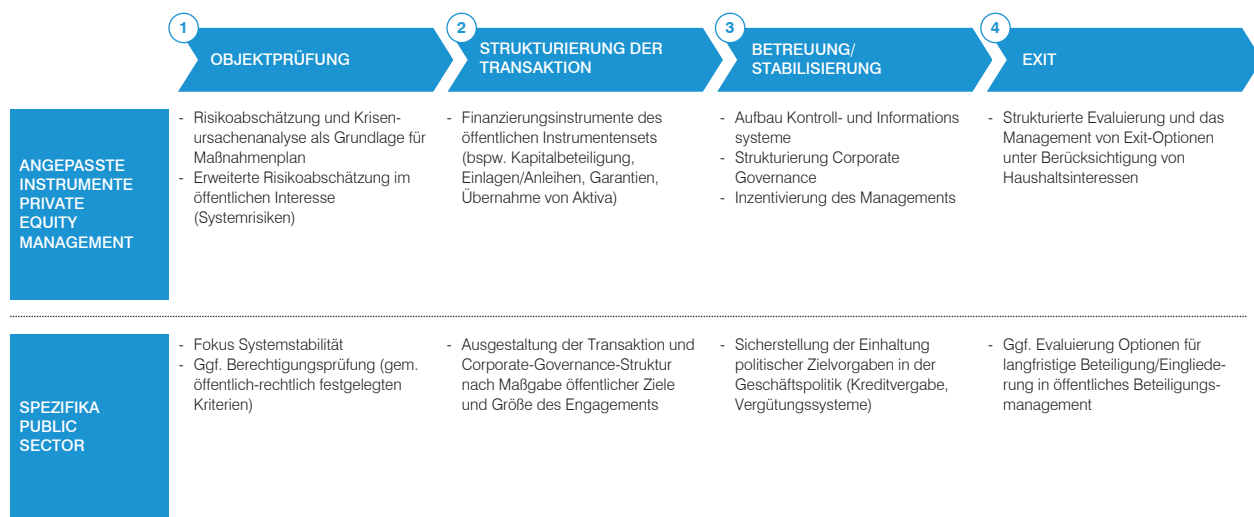 1
OBJEKTPRÜFUNG
2
STRUKTURIERUNG DER
TRANSAKTION
3
BETREUUNG/
STABILISIERUNG
4
EXIT
ANGEPASSTE
INSTRUMENTE
PRIVATE
EQUITY
MANAGEMENT
- Risikoabschätzung und Krisen-
ursachenanalyse als Grundlage für
Maßnahmenplan
- Erweiterte Risikoabschätzung im
öffentlichen Interesse
(Systemrisiken)
- Finanzierungsinstrumente des
öffentlichen Instrumentensets
(bspw. Kapitalbeteiligung,
Einlagen/Anleihen, Garantien,
Übernahme von Aktiva)
- Aufbau Kontroll- und Informations
systeme
- Strukturierung Corporate
Governance
- Inzentivierung des Managements
- Strukturierte Evaluierung und das
Management von Exit-Optionen
unter Berücksichtigung von
Haushaltsinteressen
SPEZIFIKA
PUBLIC
SECTOR
- Fokus Systemstabilität
- Ggf. Berechtigungsprüfung (gem.
öffentlich-rechtlich festgelegten
Kriterien)
- Ausgestaltung der Transaktion und
Corporate-Governance-Struktur
nach Maßgabe öffentlicher Ziele
und Größe des Engagements
- Sicherstellung der Einhaltung
politischer Zielvorgaben in der
Geschäftspolitik (Kreditvergabe,
Vergütungssysteme)
- Ggf. Evaluierung Optionen für
langfristige Beteiligung/Eingliede-
rung in öffentliches Beteiligungs-
management